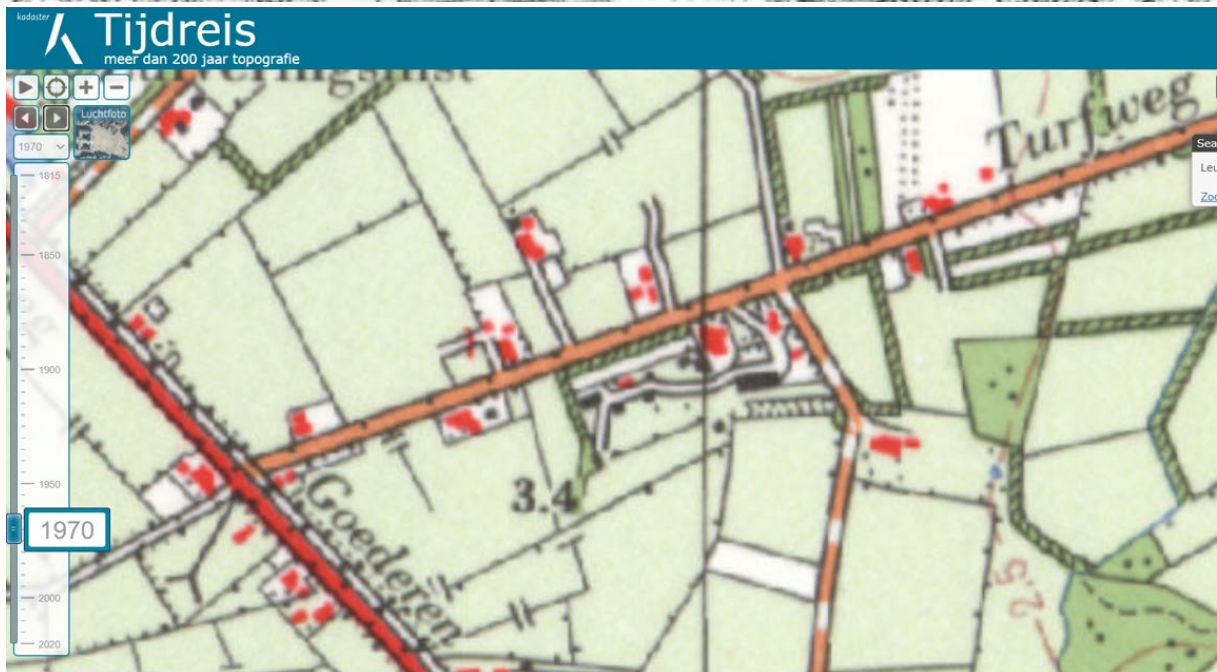 kadaster
Tijdreis
meer dan 200 jaar topografie
Luchtfoto
1970
Turfweg
Sea
Leu
Zoo
1815
1850
1900
1950
1970
2000
2020
Goederen
3.4
2.5